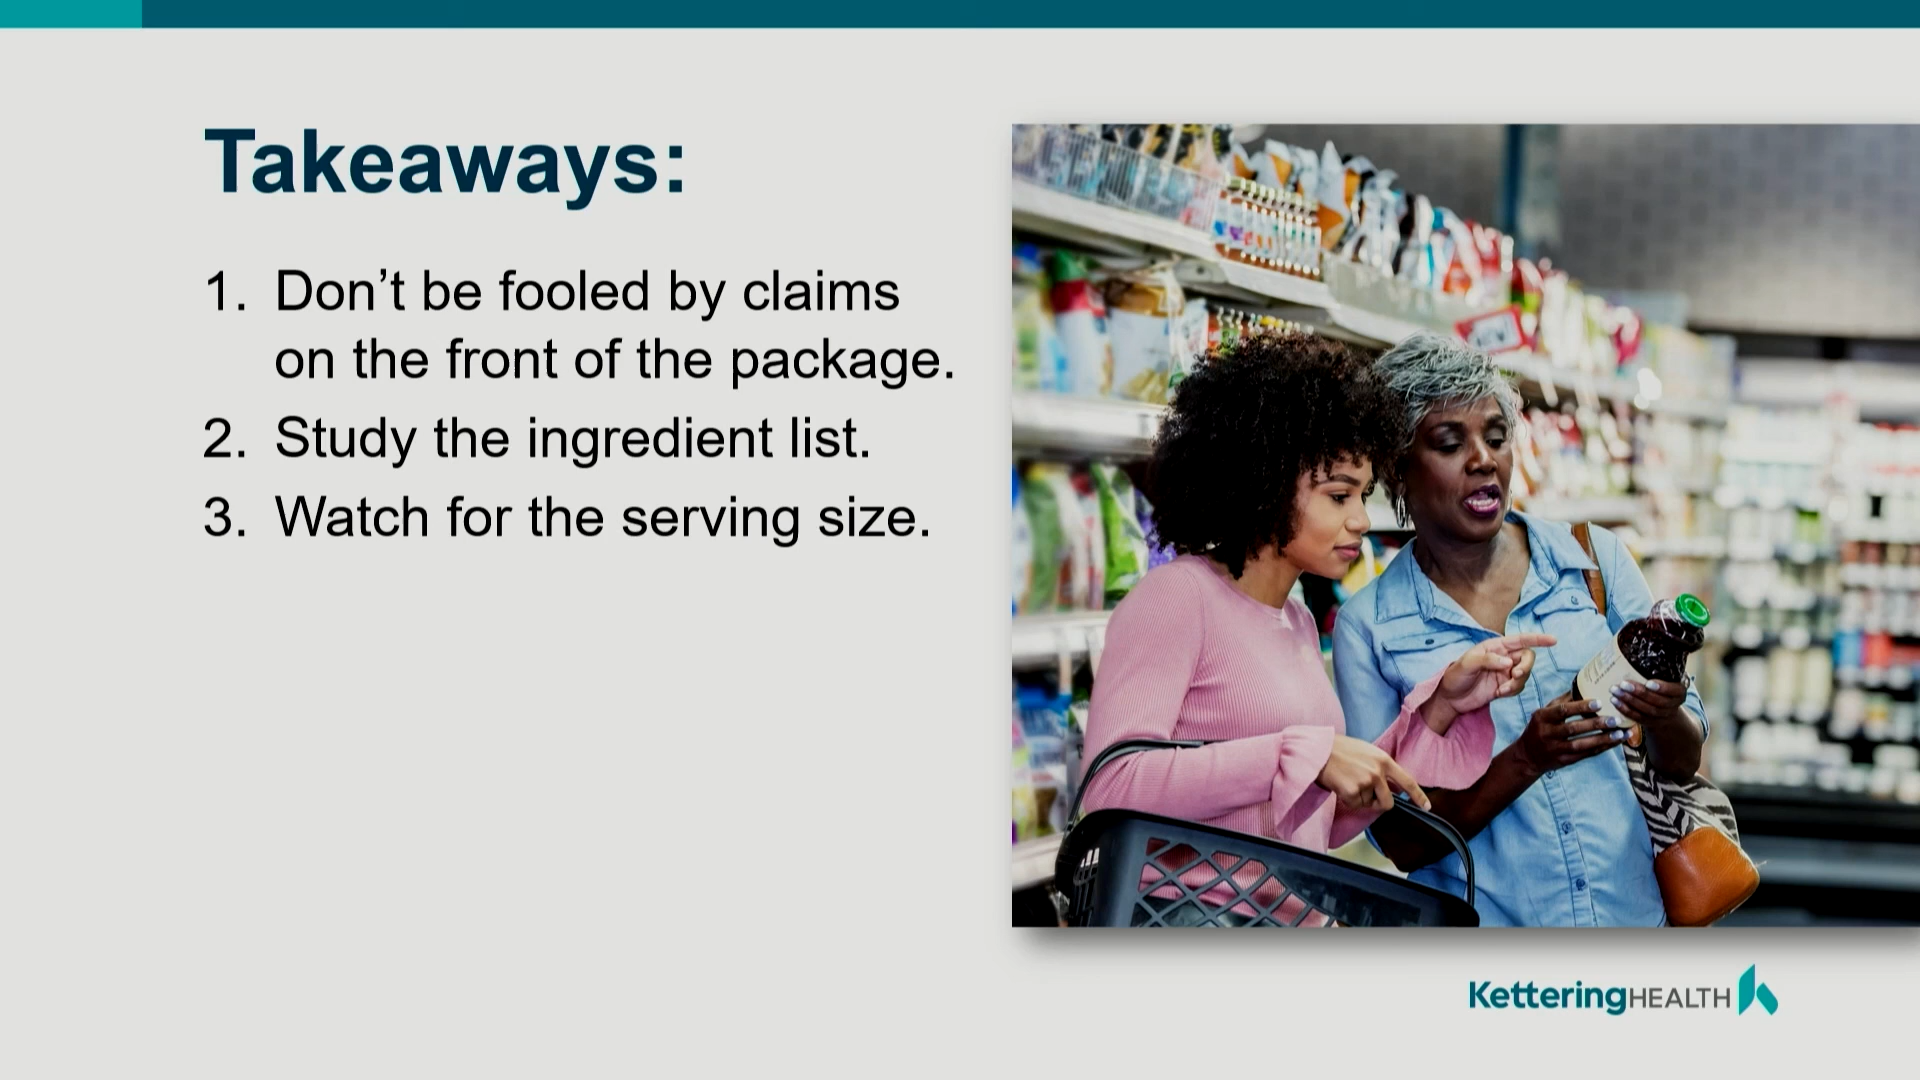 Takeaways:
1. Don’t be fooled by claims
on the front of the package.
2. Study the ingredient list.
3. Watch for the serving size.
KetteringHEALTH